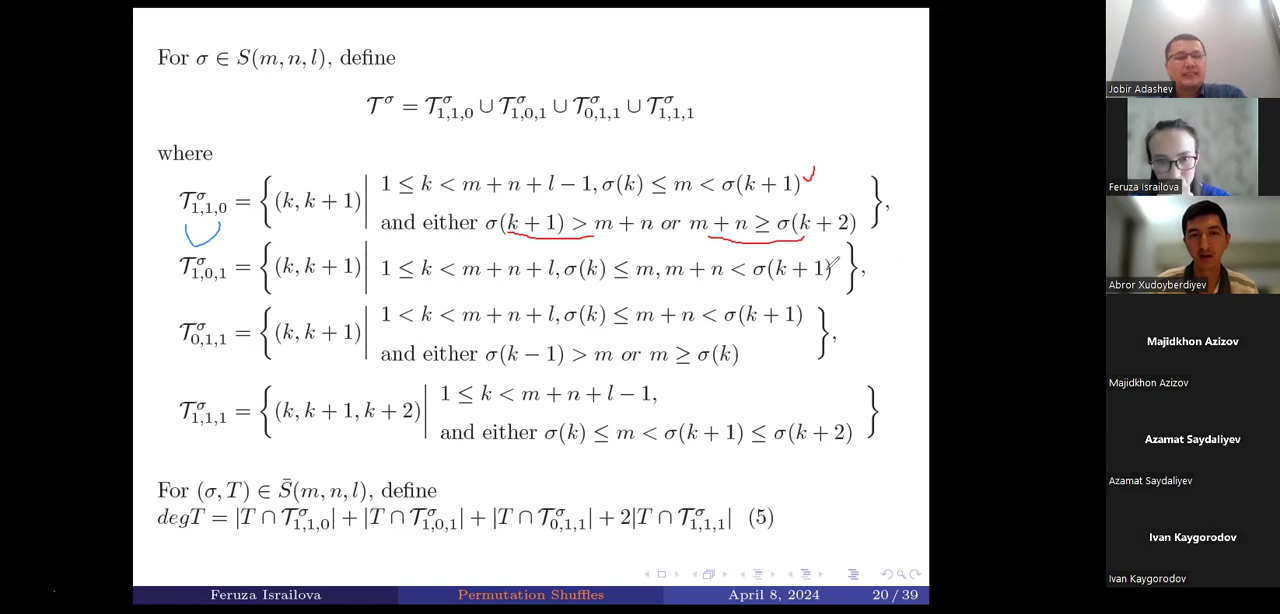 For σ ∈ S(m, n, l), define
𝒯^σ = 𝒯^σ_{1,1,0} ∪ 𝒯^σ_{1,0,1} ∪ 𝒯^σ_{0,1,1} ∪ 𝒯^σ_{1,1,1}
where
𝒯^σ_{1,1,0} = { (k, k + 1) | 1 ≤ k < m + n + l − 1, σ(k) ≤ m < σ(k + 1)
and either σ(k + 1) > m + n or m + n ≥ σ(k + 2) },
𝒯^σ_{1,0,1} = { (k, k + 1) | 1 ≤ k < m + n + l, σ(k) ≤ m, m + n < σ(k + 1) },
𝒯^σ_{0,1,1} = { (k, k + 1) | 1 < k < m + n + l, σ(k) ≤ m + n < σ(k + 1)
and either σ(k − 1) > m or m ≥ σ(k) },
𝒯^σ_{1,1,1} = { (k, k + 1, k + 2) | 1 ≤ k < m + n + l − 1,
and either σ(k) ≤ m < σ(k + 1) ≤ σ(k + 2) }
For (σ, T) ∈ S̄(m, n, l), define
degT = |T ∩ 𝒯^σ_{1,1,0}| + |T ∩ 𝒯^σ_{1,0,1}| + |T ∩ 𝒯^σ_{0,1,1}| + 2|T ∩ 𝒯^σ_{1,1,1}| (5)
Feruza Israilova Permutation Shuffles April 8, 2024 20 / 39
Jobir Adashev
Feruza Israilova
Abror Xudoyberdiyev
Majidkhon Azizov
Majidkhon Azizov
Azamat Saydaliyev
Azamat Saydaliyev
Ivan Kaygorodov
Ivan Kaygorodov